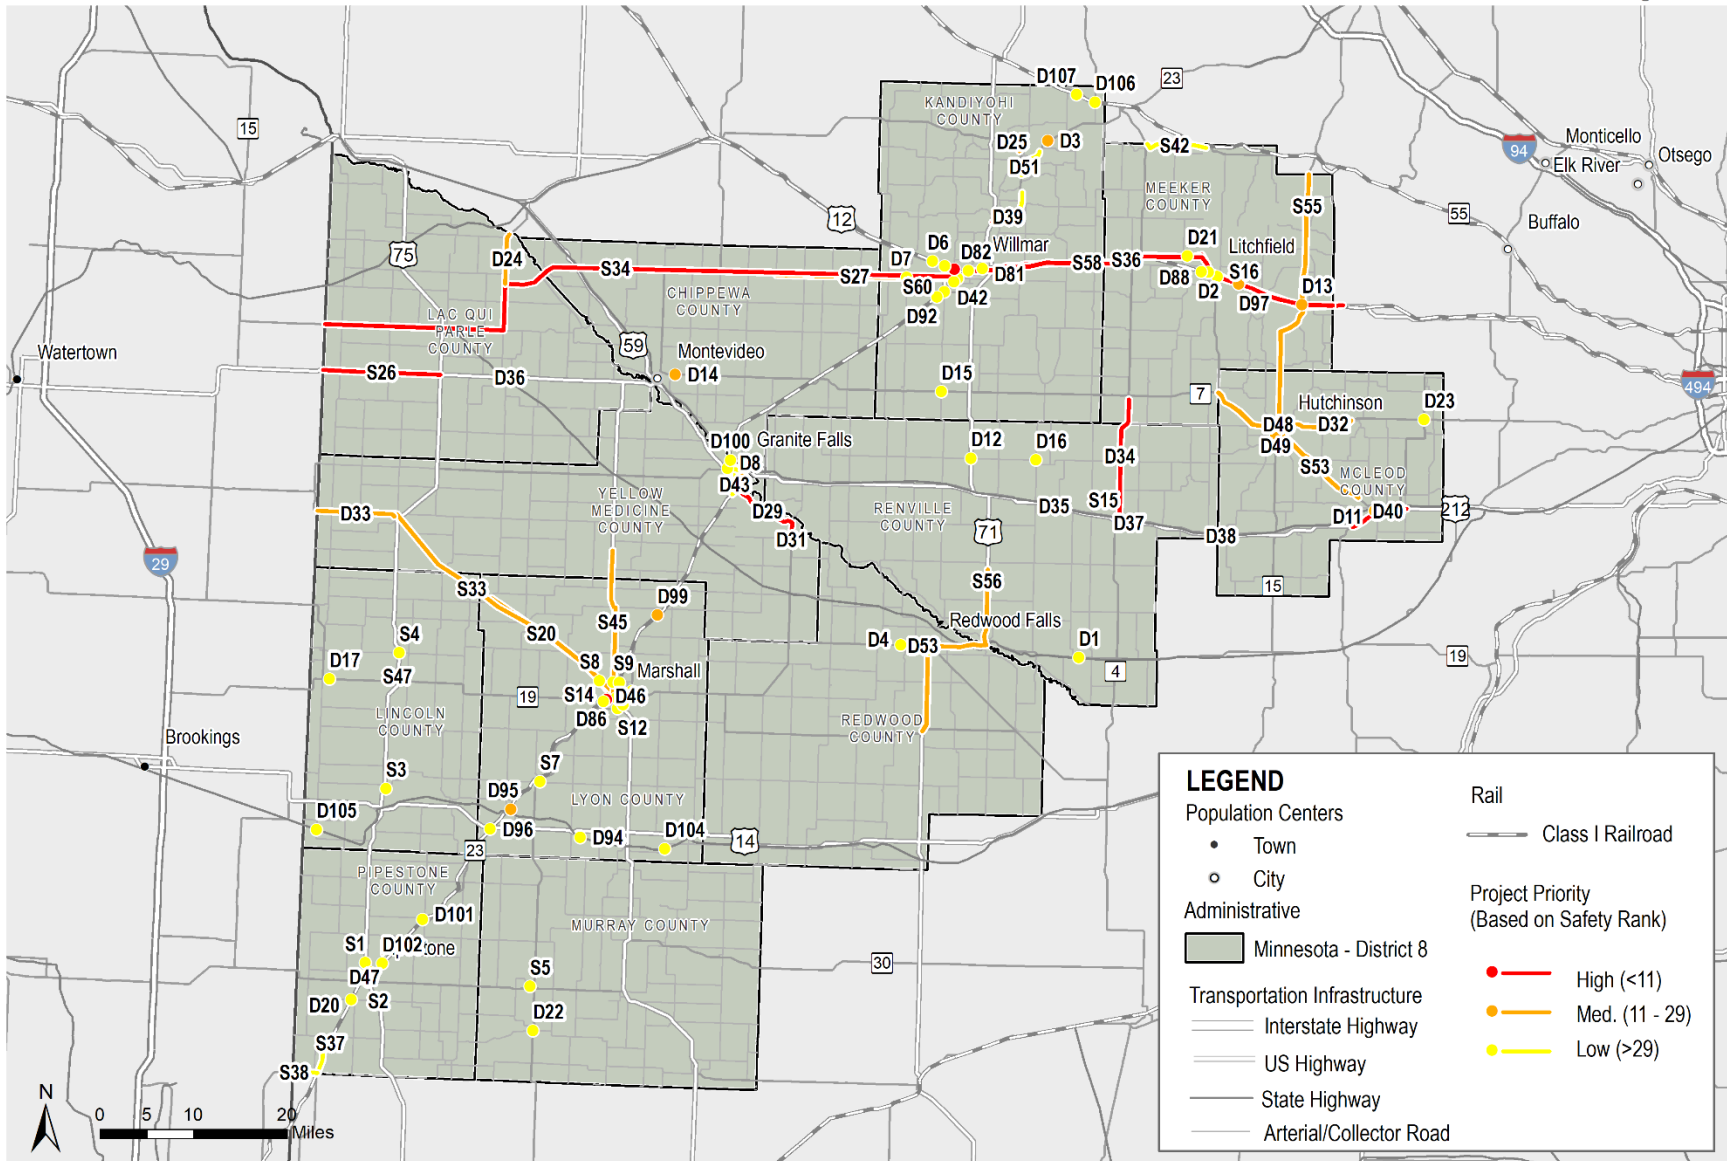 D107
D106
23
15
KANDIYOHI
COUNTY
Monticello
94
Otsego
Elk River
D25
D3
S42
D51
MEEKER
COUNTY
12
D39
S55
55
Buffalo
75
D24
D6
Willmar
D82
D21
Litchfield
D7
S34
S27
D81
S58
S36
S16
S60
D88
D2
D13
CHIPPEWA
COUNTY
D42
D97
D92
LAC QUI
PARLE
COUNTY
59
Watertown
Montevideo
S26
D36
D14
D15
7
494
Hutchinson
D23
D48
D32
D100
Granite Falls
D12
D16
D49
D8
D34
S53
D43
MCLEOD
COUNTY
YELLOW
MEDICINE
COUNTY
D33
D29
RENVILLE
COUNTY
D35
S15
D37
D11
D40
212
D31
71
D38
29
S33
S56
15
D99
S45
S20
Redwood Falls
S4
D4
D53
D1
S8
S9
Marshall
19
D17
S47
4
S14
19
D46
D86
S12
LINCOLN
COUNTY
REDWOOD
COUNTY
Brookings
S7
S3
D95
LYON COUNTY
D105
D96
D94
D104
14
23
PIPESTONE
COUNTY
D101
MURRAY COUNTY
S1
D102
stone
30
D47
S5
D20
S2
D22
S37
S38
N
0 5 10 20
Miles
LEGEND
Population Centers
Town
City
Administrative
Minnesota - District 8
Transportation Infrastructure
Interstate Highway
US Highway
State Highway
Arterial/Collector Road
Rail
Class I Railroad
Project Priority
(Based on Safety Rank)
High (<11)
Med. (11 - 29)
Low (>29)